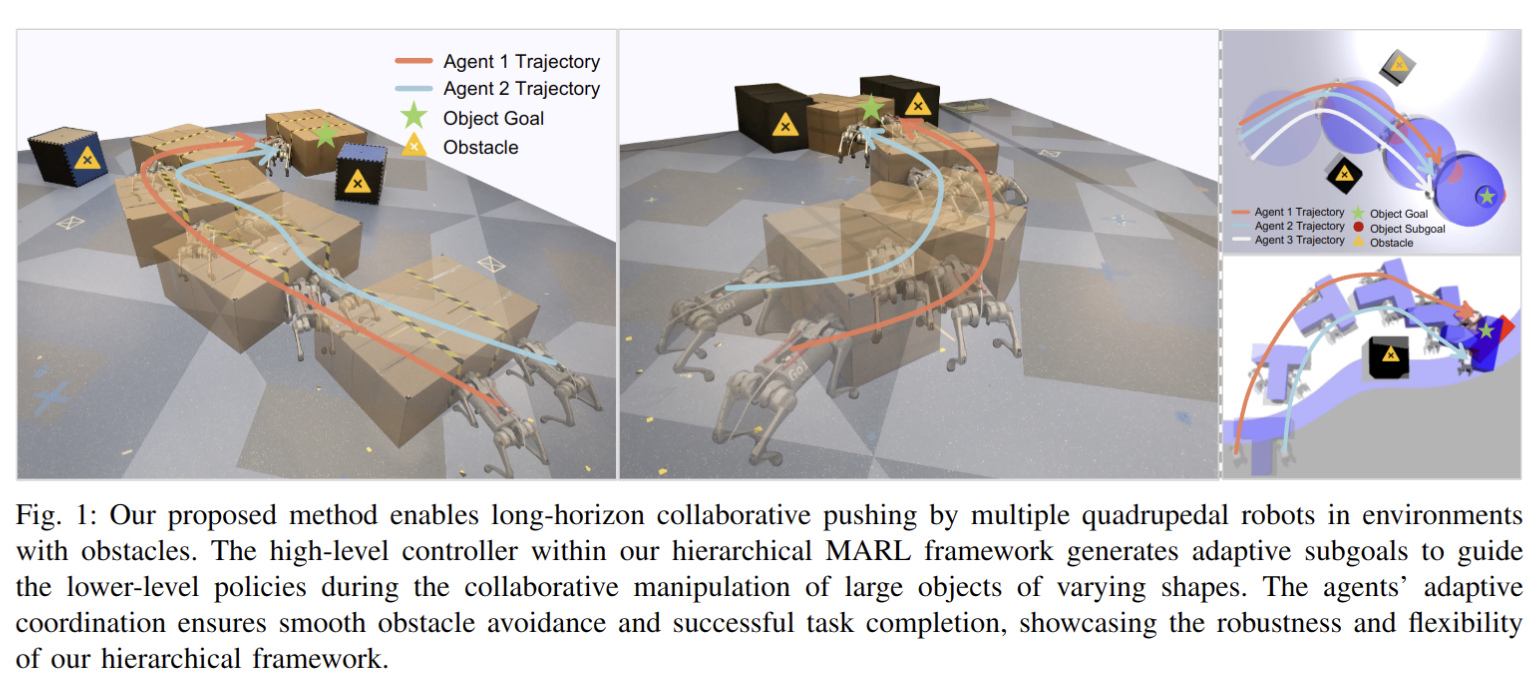 Agent 1 Trajectory
Agent 2 Trajectory
Object Goal
Obstacle
Agent 1 Trajectory
Agent 2 Trajectory
Agent 3 Trajectory
Object Goal
Object Subgoal
Obstacle
Go1
Go1
Fig. 1: Our proposed method enables long-horizon collaborative pushing by multiple quadrupedal robots in environments
with obstacles. The high-level controller within our hierarchical MARL framework generates adaptive subgoals to guide
the lower-level policies during the collaborative manipulation of large objects of varying shapes. The agents’ adaptive
coordination ensures smooth obstacle avoidance and successful task completion, showcasing the robustness and flexibility
of our hierarchical framework.